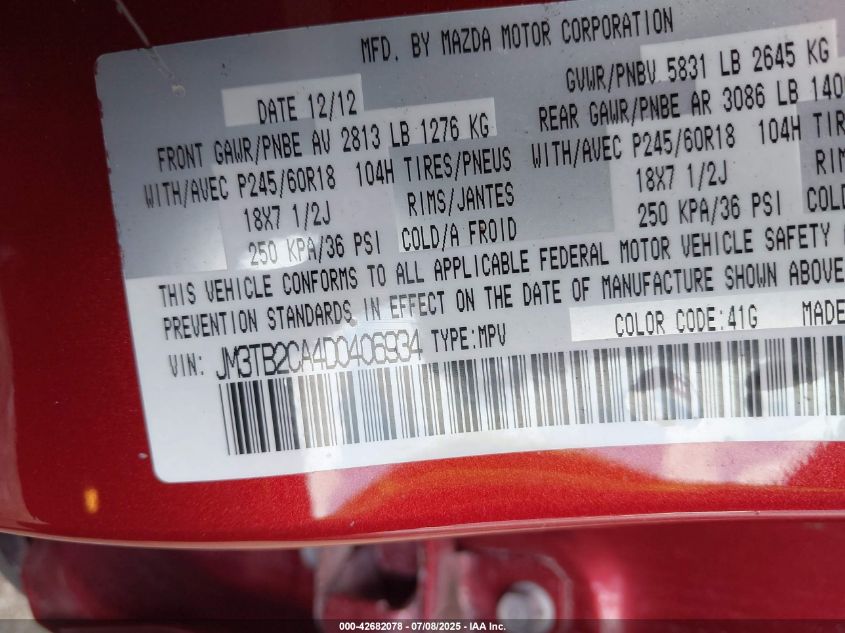 MFD. BY MAZDA MOTOR CORPORATION
DATE 12/12
GVWR/PNBV 5831 LB 2645 KG
FRONT GAWR/PNBE AV 2813 LB 1276 KG
REAR GAWR/PNBE AR 3086 LB
WITH/AVEC P245/60R18 104H TIRES/PNEUS
WITH/AVEC P245/60R18 104H
18X7 1/2J RIMS/JANTES
18X7 1/2J
250 KPA/36 PSI COLD/A FROID
250 KPA/36 PSI
THIS VEHICLE CONFORMS TO ALL APPLICABLE FEDERAL MOTOR VEHICLE SAFETY
PREVENTION STANDARDS IN EFFECT ON THE DATE OF MANUFACTURE SHOWN ABOVE
VIN: JM3TB2CA4D0406934 TYPE:MPV COLOR CODE:41G MADE
000-42682078 - 07/08/2025 - IAA Inc.